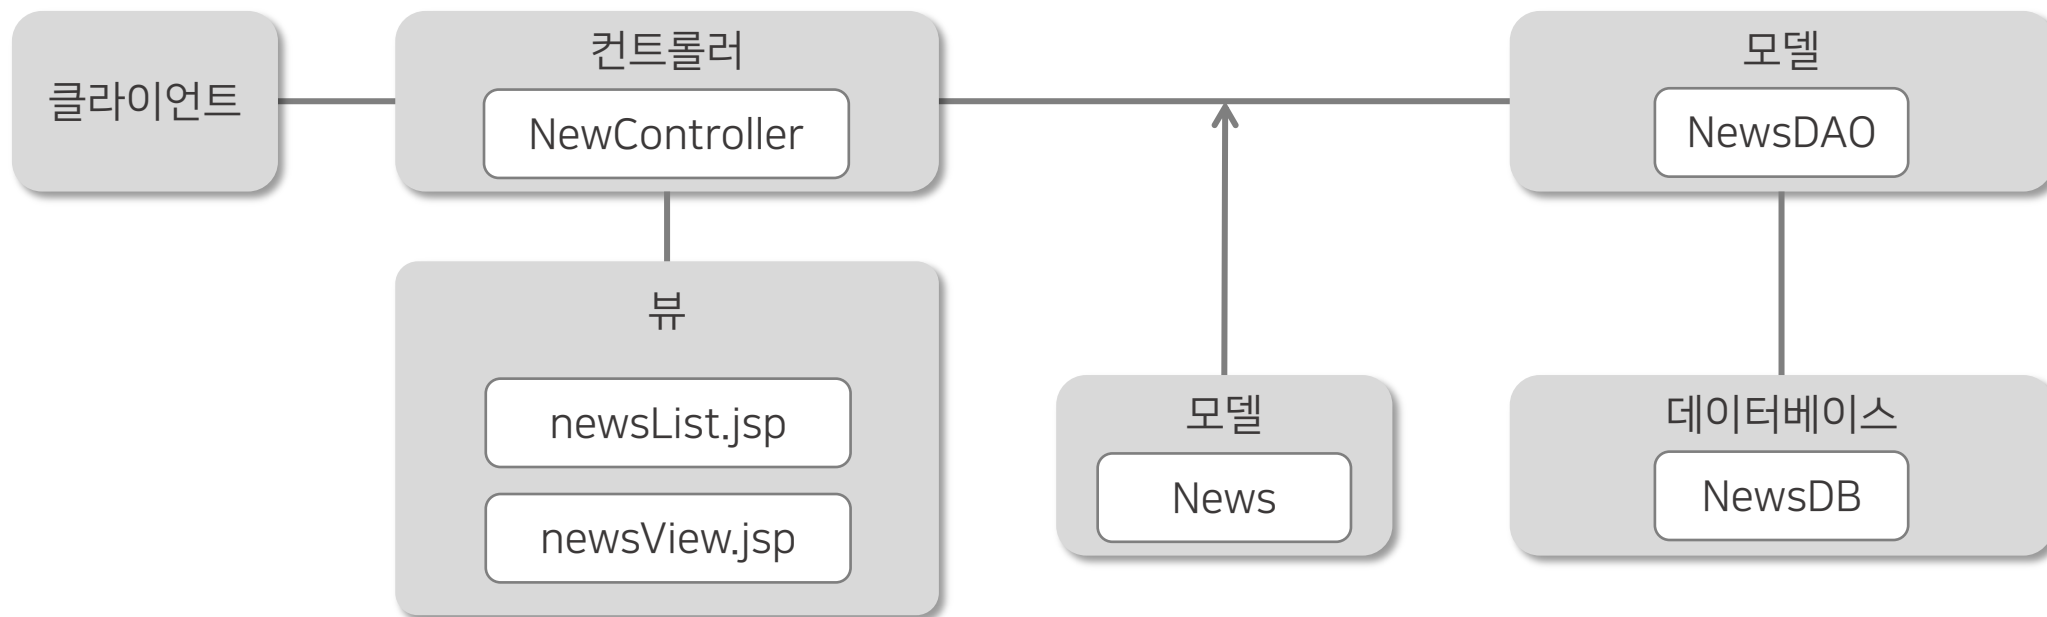 클라이언트
컨트롤러
NewController
모델
NewsDAO
뷰
newsList.jsp
newsView.jsp
모델
News
데이터베이스
NewsDB